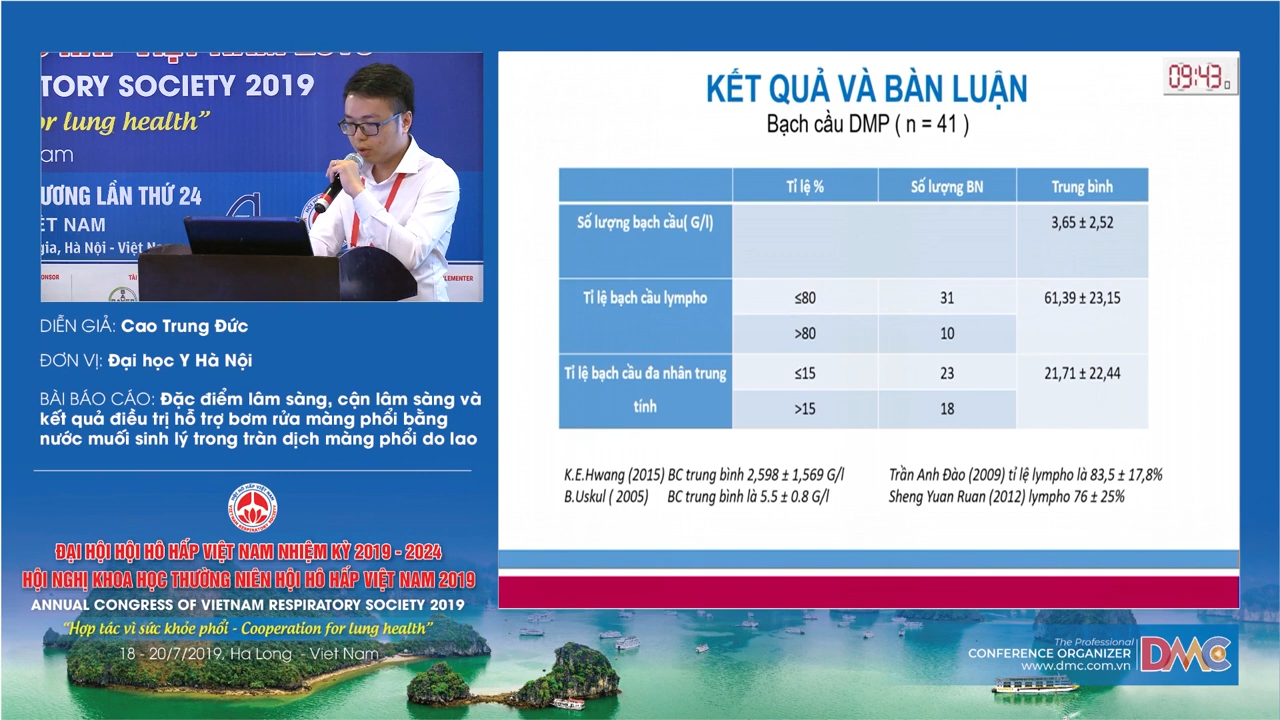 TORY SOCIETY 2019
or lung health”
am
ƯƠNG LẦN THỨ 24
ỆT NAM
gia, Hà Nội - Việt
DIỄN GIẢ: Cao Trung Đức
ĐƠN VỊ: Đại học Y Hà Nội
BÀI BÁO CÁO: Đặc điểm lâm sàng, cận lâm sàng và
kết quả điều trị hỗ trợ bơm rửa màng phổi bằng
nước muối sinh lý trong tràn dịch màng phổi do lao
ĐẠI HỘI HỘI HÔ HẤP VIỆT NAM NHIỆM KỲ 2019 - 2024
HỘI NGHỊ KHOA HỌC THƯỜNG NIÊN HỘI HÔ HẤP VIỆT NAM 2019
ANNUAL CONGRESS OF VIETNAM RESPIRATORY SOCIETY 2019
“Hợp tác vì sức khỏe phổi - Cooperation for lung health”
18 - 20/7/2019, Ha Long - Viet Nam
09:43
KẾT QUẢ VÀ BÀN LUẬN
Bạch cầu DMP ( n = 41 )
Tỉ lệ % Số lượng BN Trung bình
Số lượng bạch cầu( G/l) 3,65 ± 2,52
Tỉ lệ bạch cầu lympho ≤80 31 61,39 ± 23,15
>80 10
Tỉ lệ bạch cầu đa nhân trung tính ≤15 23 21,71 ± 22,44
>15 18
K.E.Hwang (2015) BC trung bình 2,598 ± 1,569 G/l
B.Uskul ( 2005) BC trung bình là 5.5 ± 0.8 G/l
Trần Anh Đào (2009) tỉ lệ lympho là 83,5 ± 17,8%
Sheng Yuan Ruan (2012) lympho 76 ± 25%
The Professional
CONFERENCE ORGANIZER
www.dmc.com.vn
DMC